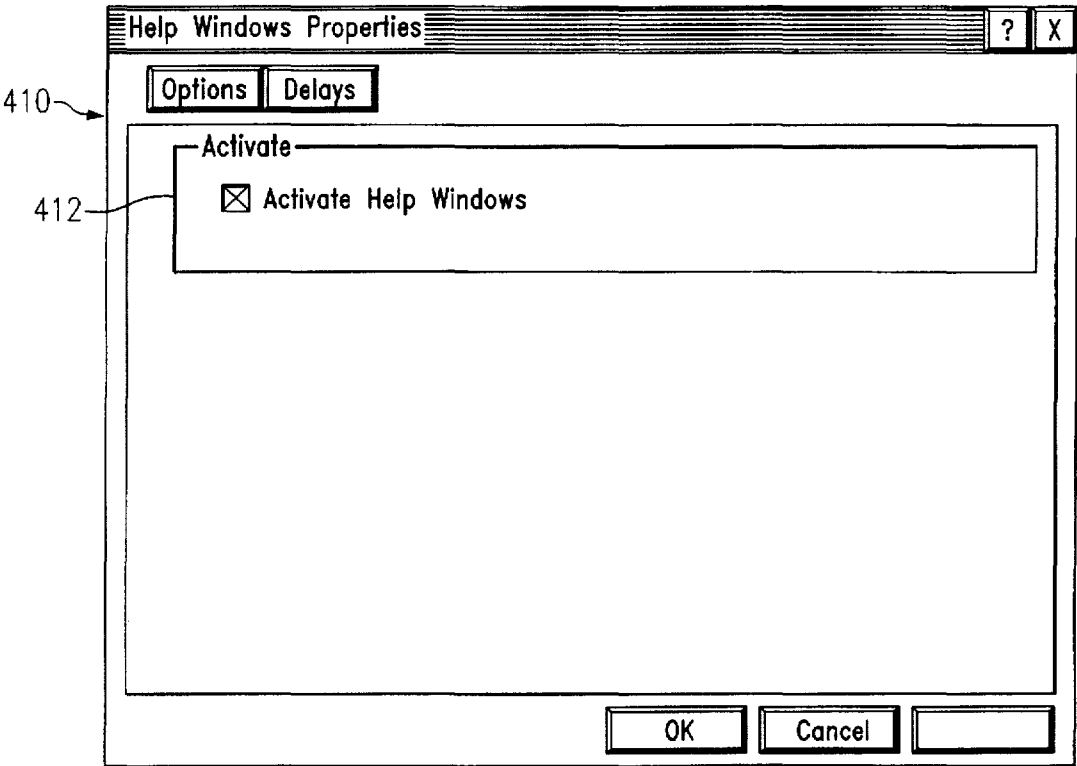 Help Windows Properties ? X
410
Options Delays
Activate
412
Activate Help Windows
OK Cancel